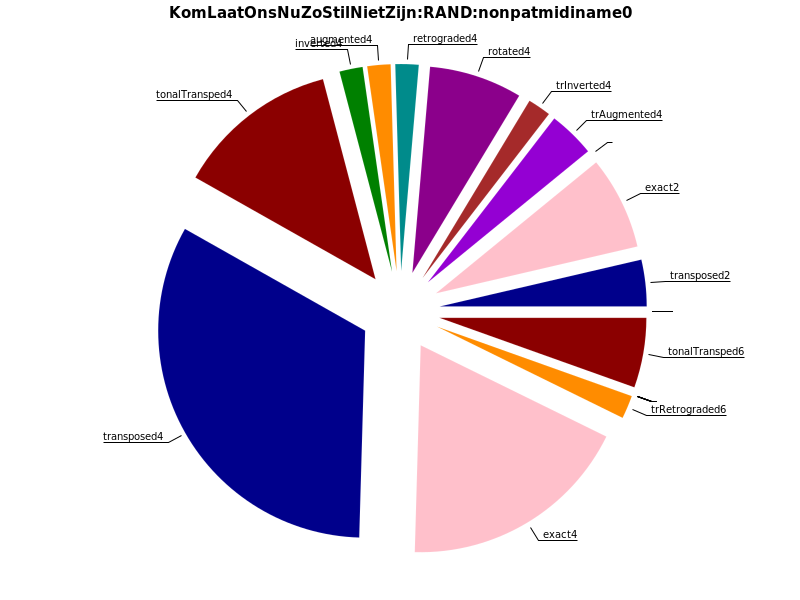 KomLaatOnsNuZoStilNietZijn:RAND:nonpatmidiname0
augmented4
retrograded4
inverted4
rotated4
tonalTransped4
trInverted4
trAugmented4
exact2
transposed2
tonalTransped6
trRetrograded6
transposed4
exact4